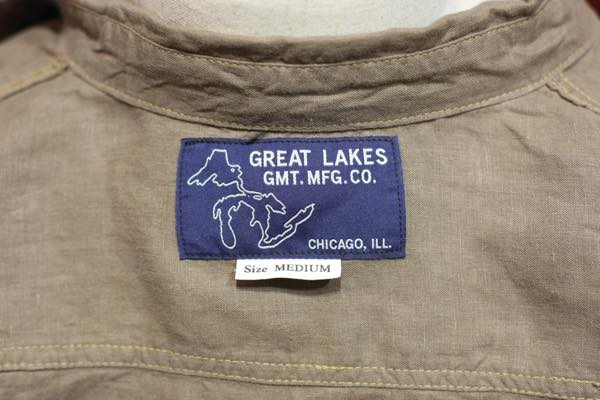 GREAT LAKES
GMT. MFG. CO.
CHICAGO, ILL.
Size MEDIUM